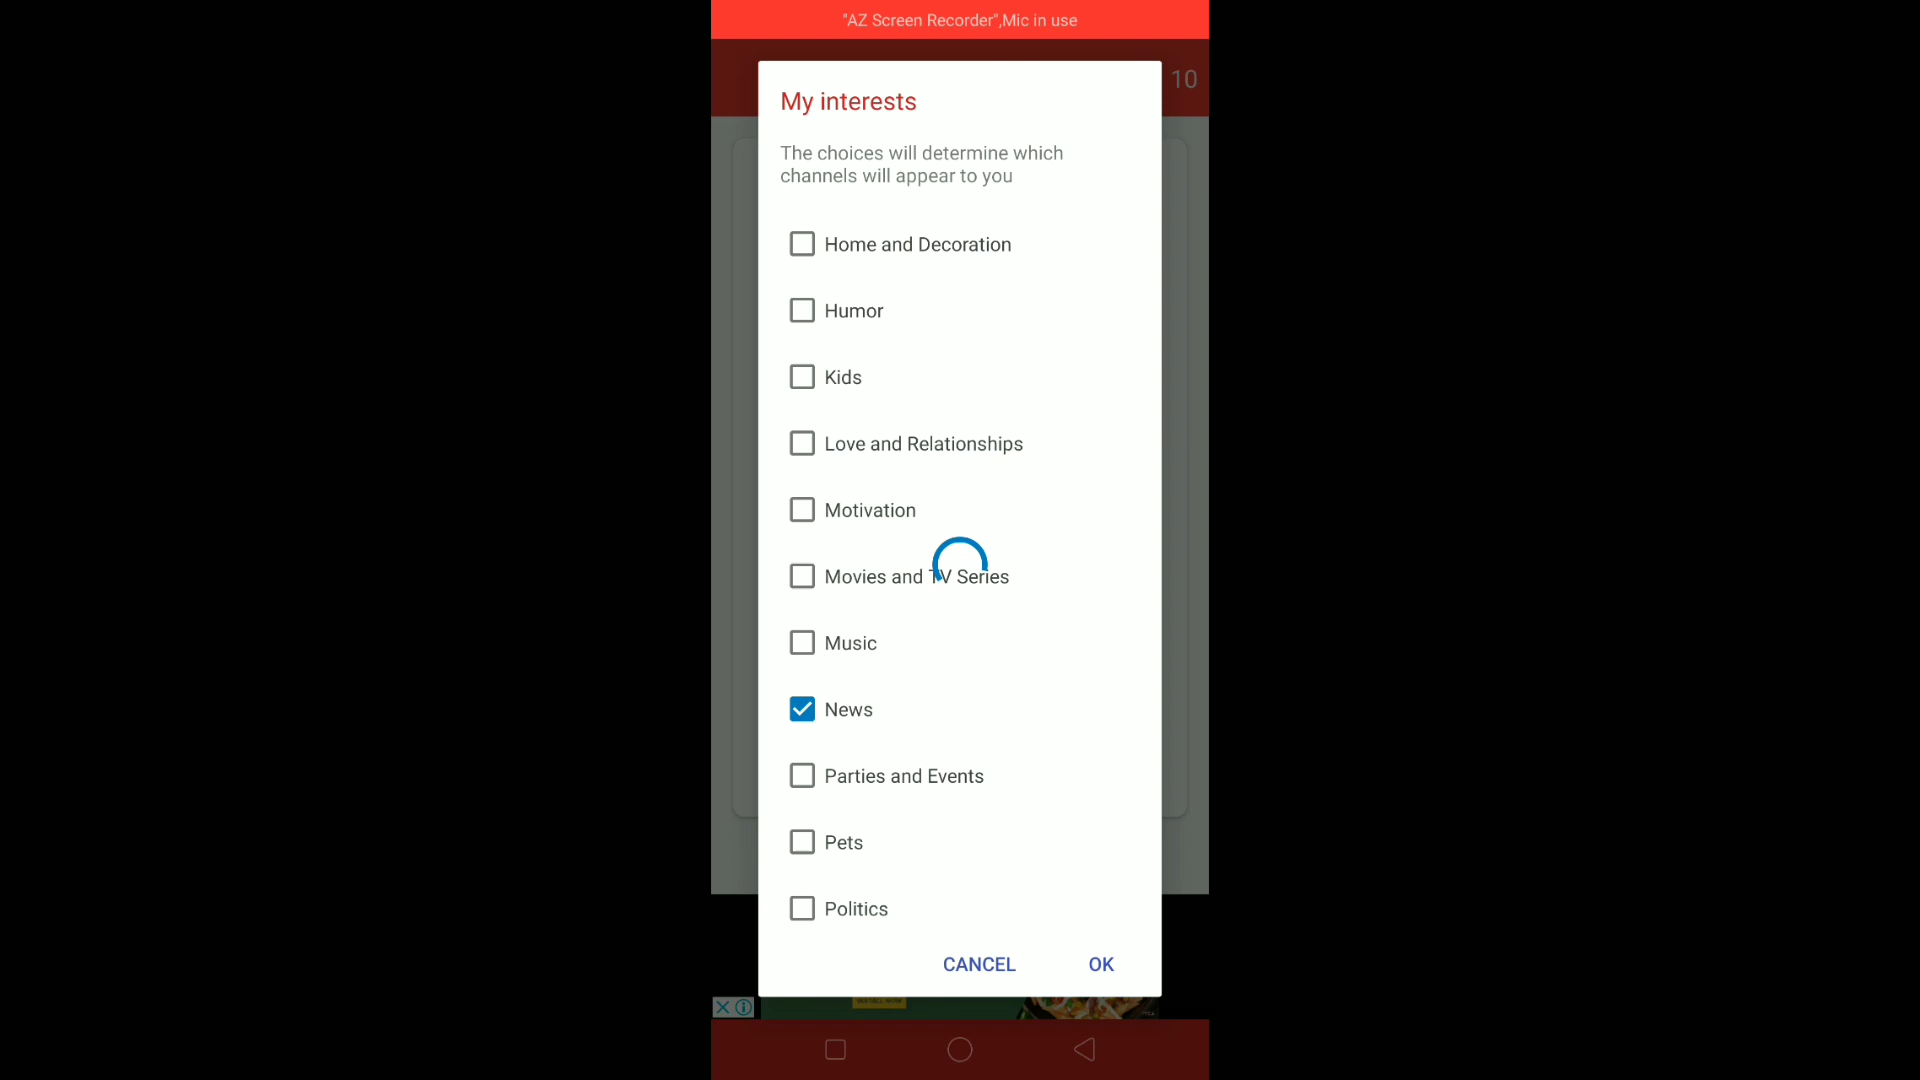 "AZ Screen Recorder",Mic in use
10
My interests
The choices will determine which
channels will appear to you
Home and Decoration
Humor
Kids
Love and Relationships
Motivation
Movies and TV Series
Music
News
Parties and Events
Pets
Politics
CANCEL
OK